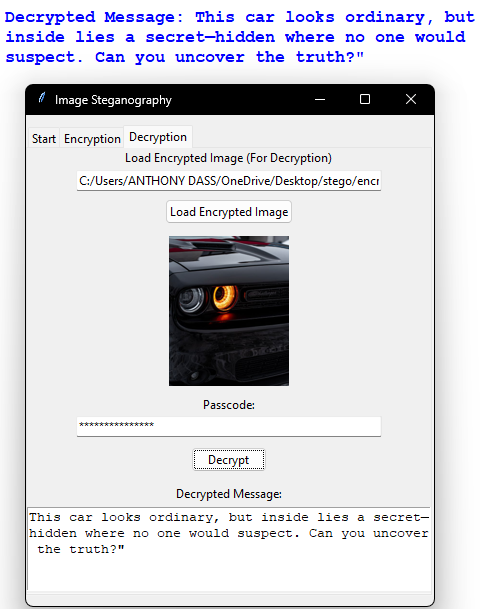 Decrypted Message: This car looks ordinary, but
inside lies a secret—hidden where no one would
suspect. Can you uncover the truth?"
Image Steganography
Start Encryption Decryption
Load Encrypted Image (For Decryption)
C:/Users/ANTHONY DASS/OneDrive/Desktop/stego/encr
Load Encrypted Image
Passcode:
***************
Decrypt
Decrypted Message:
This car looks ordinary, but inside lies a secret—
hidden where no one would suspect. Can you uncover
the truth?"